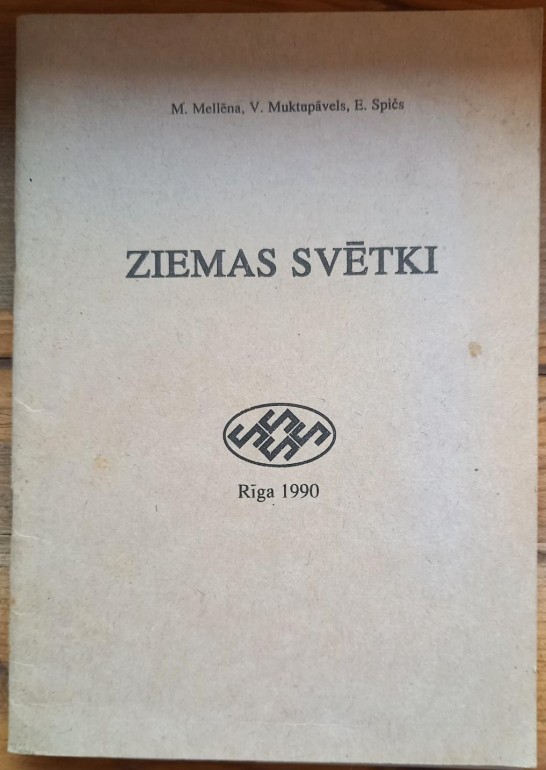 M. Mellēna, V. Muktupāvels, E. Spičs
ZIEMAS SVĒTKI
Rīga 1990